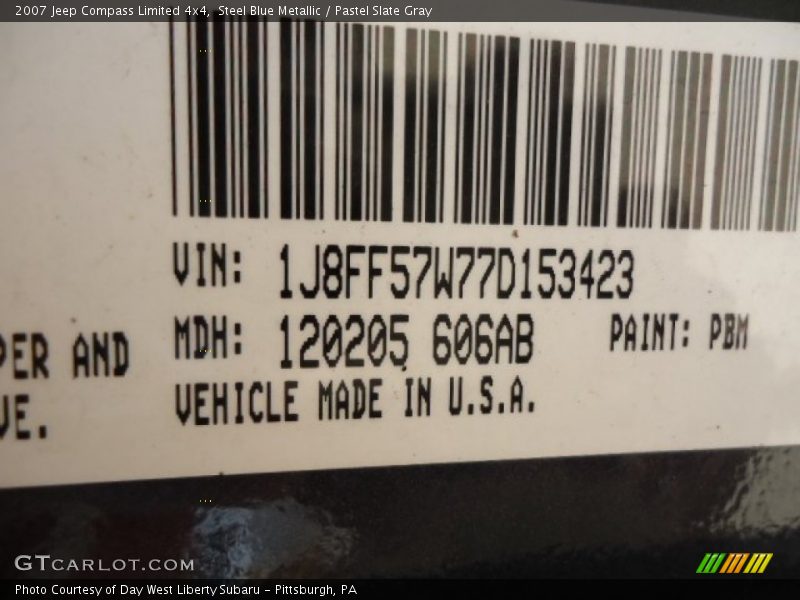 2007 Jeep Compass Limited 4x4, Steel Blue Metallic / Pastel Slate Gray
VIN: 1J8FF57W77D153423
MDH: 120205 606AB PAINT: PBM
PER AND
VEHICLE MADE IN U.S.A.
VE.
GTCARLOT.COM
Photo Courtesy of Day West Liberty Subaru - Pittsburgh, PA